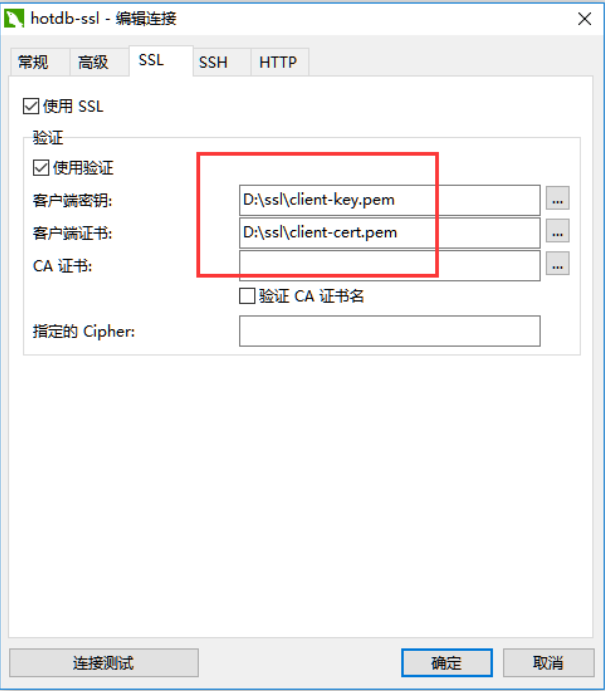 hotdb-ssl - 编辑连接
常规 高级 SSL SSH HTTP
使用 SSL
验证
使用验证
客户端密钥: D:\ssl\client-key.pem ...
客户端证书: D:\ssl\client-cert.pem ...
CA 证书: ...
验证 CA 证书名
指定的 Cipher:
连接测试 确定 取消